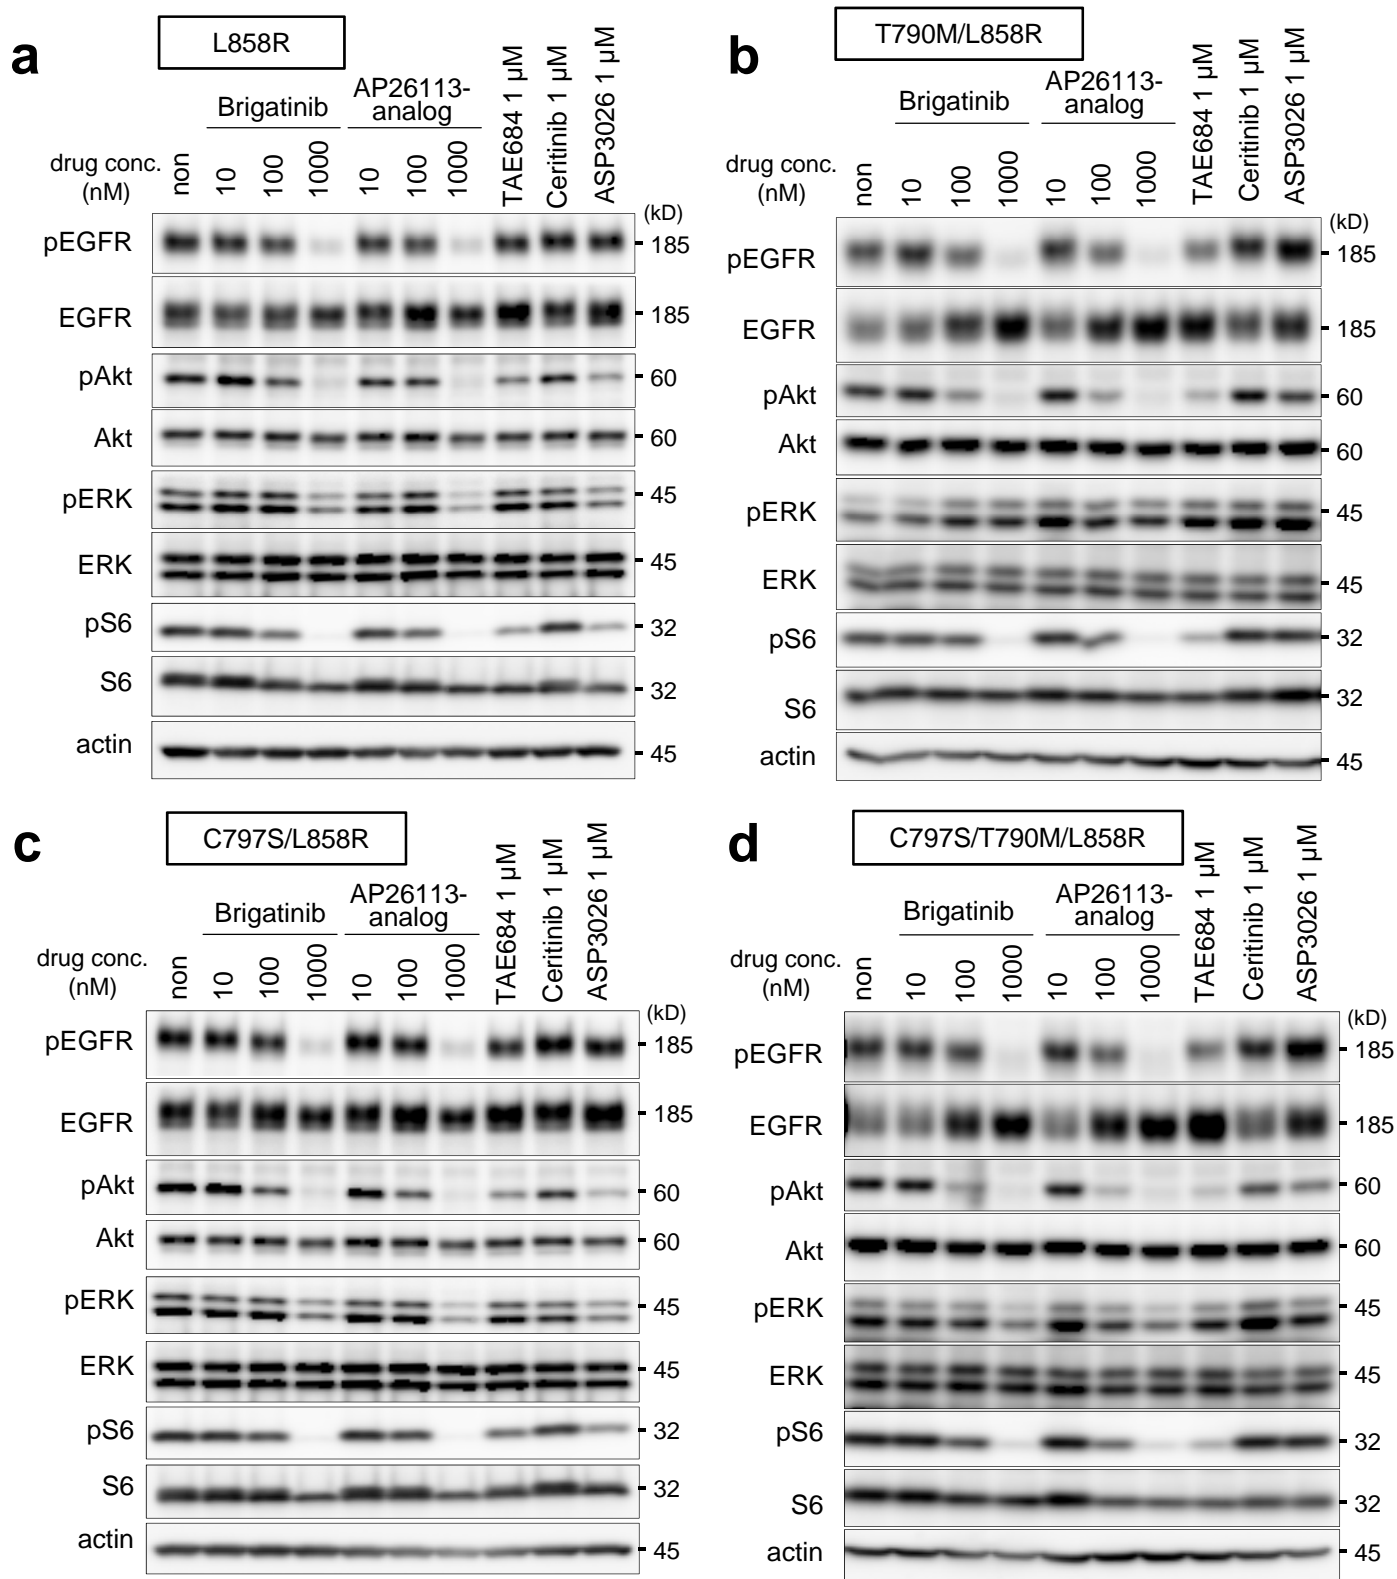 a
L858R
Brigatinib
AP26113-
analog
TAE684 1 µM
Ceritinib 1 µM
ASP3026 1 µM
drug conc.
(nM)
non
10
100
1000
10
100
1000
(kD)
pEGFR
185
EGFR
185
pAkt
60
Akt
60
pERK
45
ERK
45
pS6
32
S6
32
actin
45
b
T790M/L858R
Brigatinib
AP26113-
analog
TAE684 1 µM
Ceritinib 1 µM
ASP3026 1 µM
drug conc.
(nM)
non
10
100
1000
10
100
1000
(kD)
pEGFR
185
EGFR
185
pAkt
60
Akt
60
pERK
45
ERK
45
pS6
32
S6
32
actin
45
c
C797S/L858R
Brigatinib
AP26113-
analog
TAE684 1 µM
Ceritinib 1 µM
ASP3026 1 µM
drug conc.
(nM)
non
10
100
1000
10
100
1000
(kD)
pEGFR
185
EGFR
185
pAkt
60
Akt
60
pERK
45
ERK
45
pS6
32
S6
32
actin
45
d
C797S/T790M/L858R
Brigatinib
AP26113-
analog
TAE684 1 µM
Ceritinib 1 µM
ASP3026 1 µM
drug conc.
(nM)
non
10
100
1000
10
100
1000
(kD)
pEGFR
185
EGFR
185
pAkt
60
Akt
60
pERK
45
ERK
45
pS6
32
S6
32
actin
45